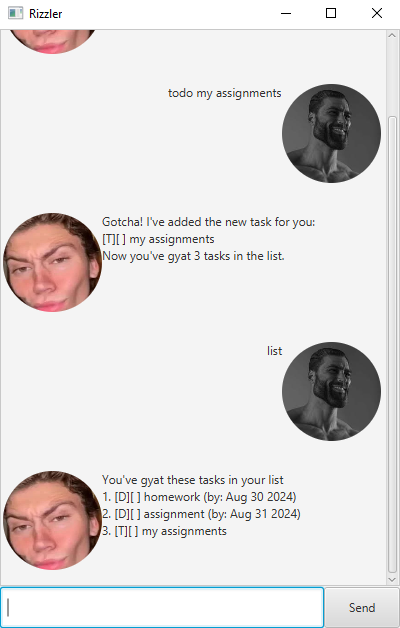 Rizzler
todo my assignments
Gotcha! I've added the new task for you:
[T][ ] my assignments
Now you've gyat 3 tasks in the list.
list
You've gyat these tasks in your list
1. [D][ ] homework (by: Aug 30 2024)
2. [D][ ] assignment (by: Aug 31 2024)
3. [T][ ] my assignments
Send